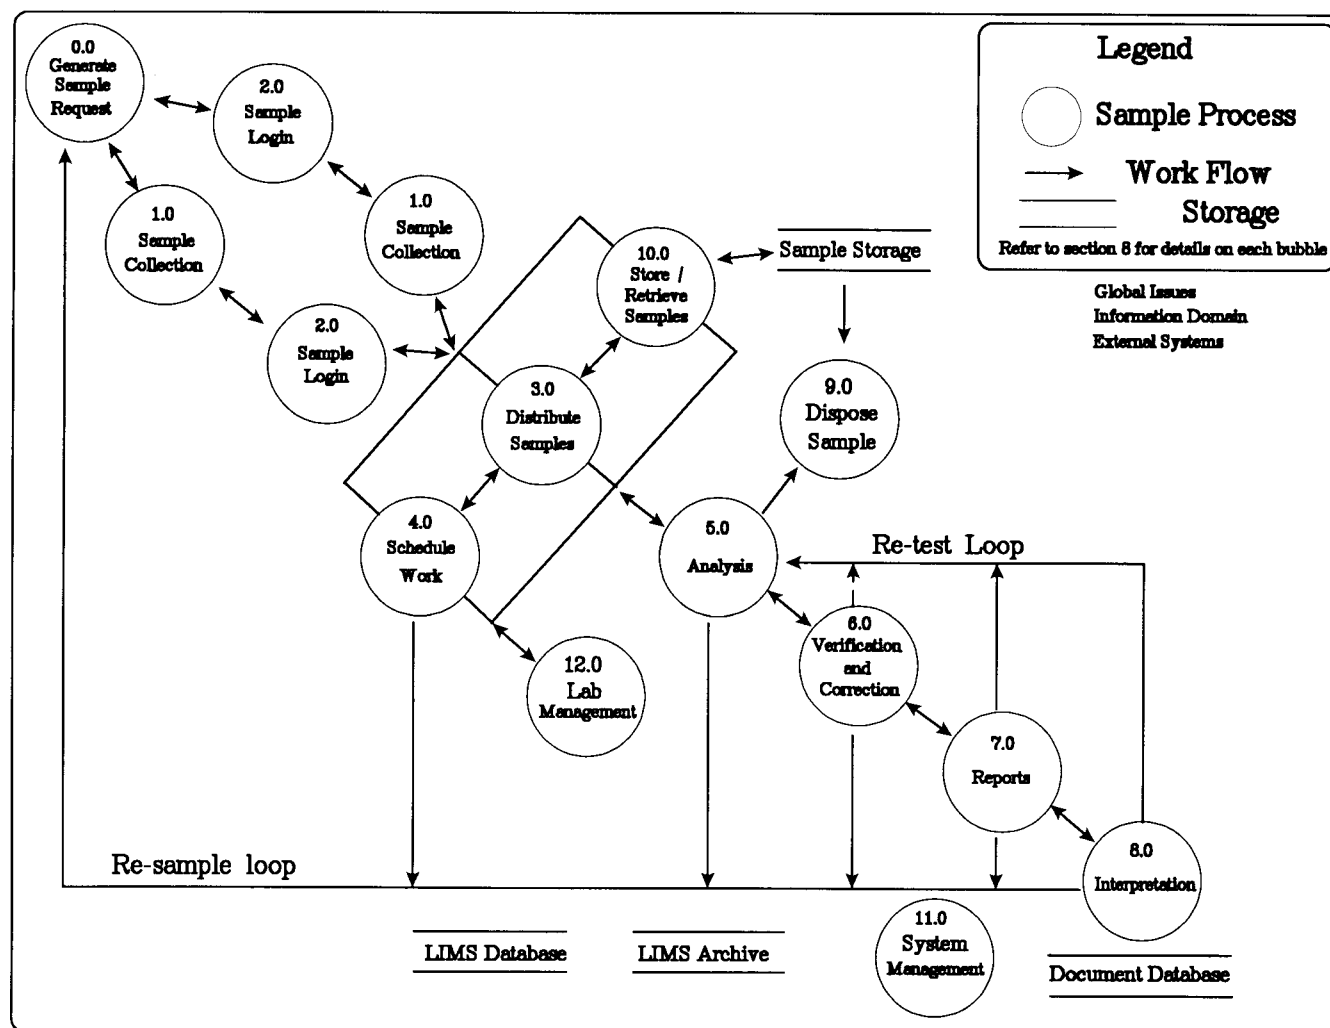 0.0
Generate
Sample
Request
2.0
Sample
Login
1.0
Sample
Collection
1.0
Sample
Collection
2.0
Sample
Login
10.0
Store /
Retrieve
Samples
Sample Storage
3.0
Distribute
Samples
9.0
Dispose
Sample
4.0
Schedule
Work
5.0
Analysis
Re-test Loop
6.0
Verification
and
Correction
12.0
Lab
Management
7.0
Reports
8.0
Interpretation
Re-sample loop
11.0
System
Management
LIMS Database
LIMS Archive
Document Database
Legend
Sample Process
Work Flow
Storage
Refer to section 8 for details on each bubble
Global Issues
Information Domain
External Systems